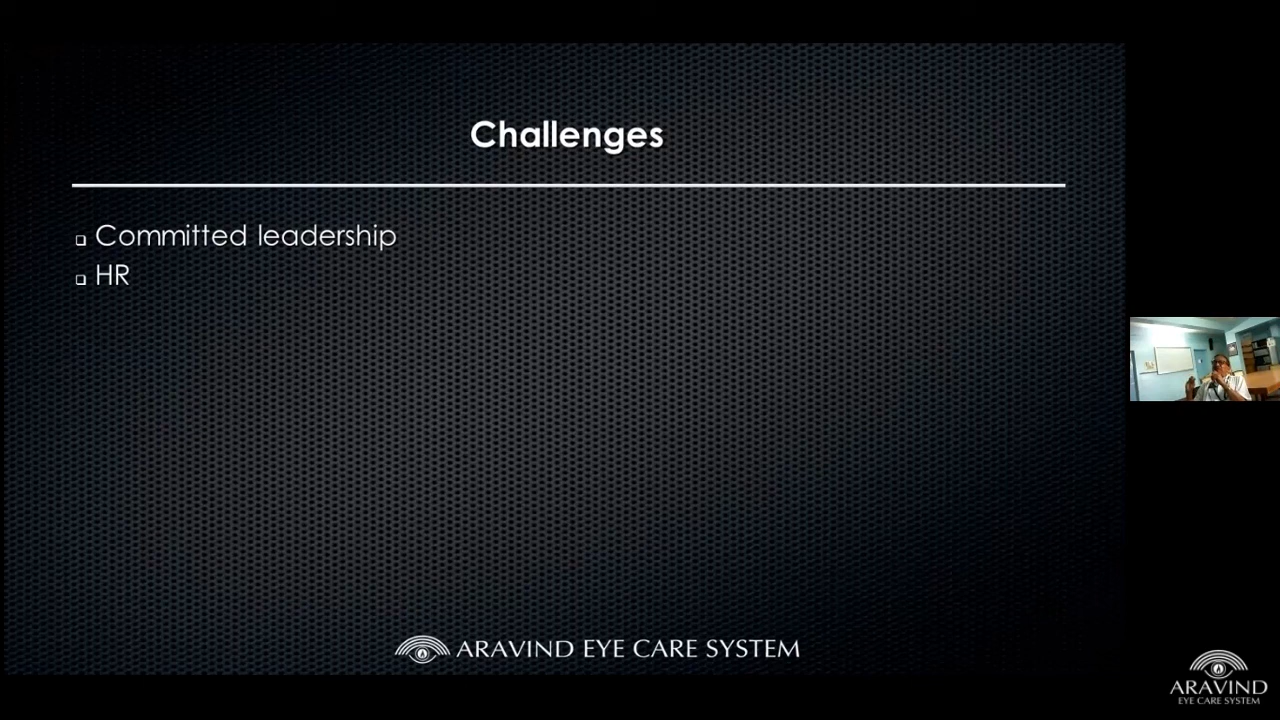 Challenges
Committed leadership
HR
ARAVIND EYE CARE SYSTEM
ARAVIND
EYE CARE SYSTEM